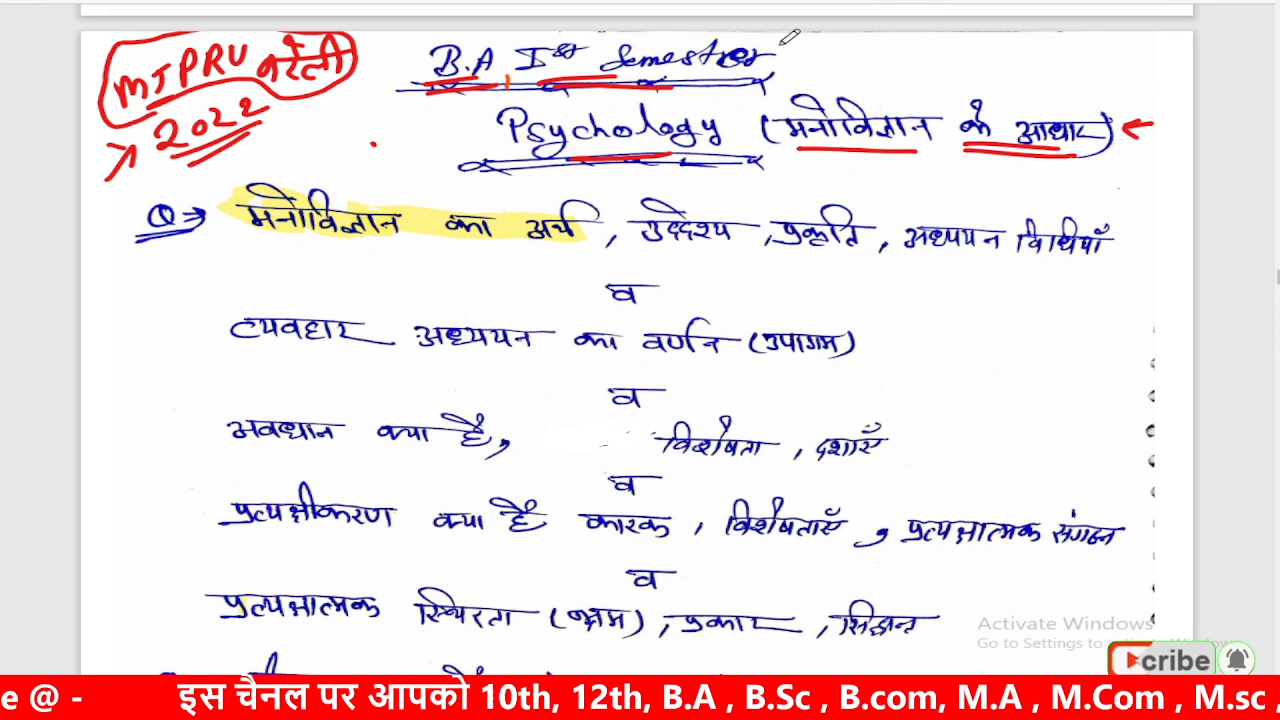 MJPRU बरेली
2022
B.A Ist Semester
Psychology (मनोविज्ञान के आधार)
Q मनोविज्ञान का अर्थ, उद्देश्य, प्रकृति, अध्ययन विधियाँ
व
व्यवहार अध्ययन का वर्णन (उपागम)
व
अवधान क्या है, विशेषता, दशाएँ
व
प्रत्यक्षीकरण क्या है कारक, विशेषताएँ, प्रत्यक्षात्मक संगठन
व
प्रत्यक्षात्मक स्थिरता (भ्रम), प्रकार, सिद्धान्त
Activate Windows
Go to Settings to
cribe
e @ - इस चैनल पर आपको 10th, 12th, B.A , B.Sc , B.com, M.A , M.Com , M.sc ,